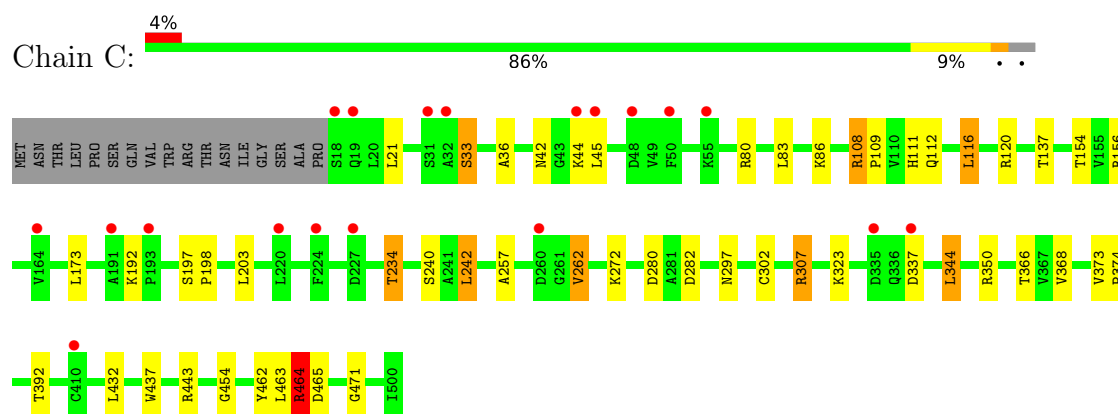 4%
Chain C:
86% 9% • •
MET ASN THR LEU PRO SER GLN VAL TRP ARG THR ASN ILE GLY SER ALA PRO S18 Q19 L20 L21 S31 A32 S33 A36 N42 G43 K44 L45 D48 V49 F50 K55 R80 L83 K86 R108 P109 V110 H111 Q112 L116 R120 T137 T154 V155 R156
V164 L173 A191 K192 P193 S197 P198 L203 L220 F224 D227 T234 S240 A241 L242 A257 D260 G261 V262 K272 D280 A281 D282 N297 C302 R307 K323 D335 Q336 D337 L344 R350 T366 V367 V368 V373 P374
T392 C410 L432 W437 R443 G454 Y462 L463 R464 D465 G471 I500